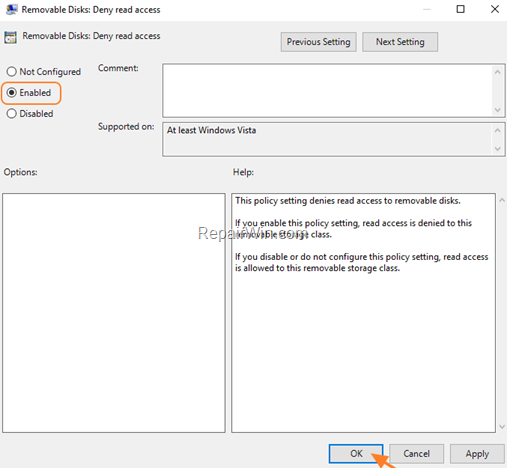 Removable Disks: Deny read access
Removable Disks: Deny read access
Previous Setting
Next Setting
Not Configured
Enabled
Disabled
Comment:
Supported on:
At least Windows Vista
Options:
Help:
This policy setting denies read access to removable disks.
If you enable this policy setting, read access is denied to this
removable storage class.
If you disable or do not configure this policy setting, read access
is allowed to this removable storage class.
RepairWin.com
OK
Cancel
Apply